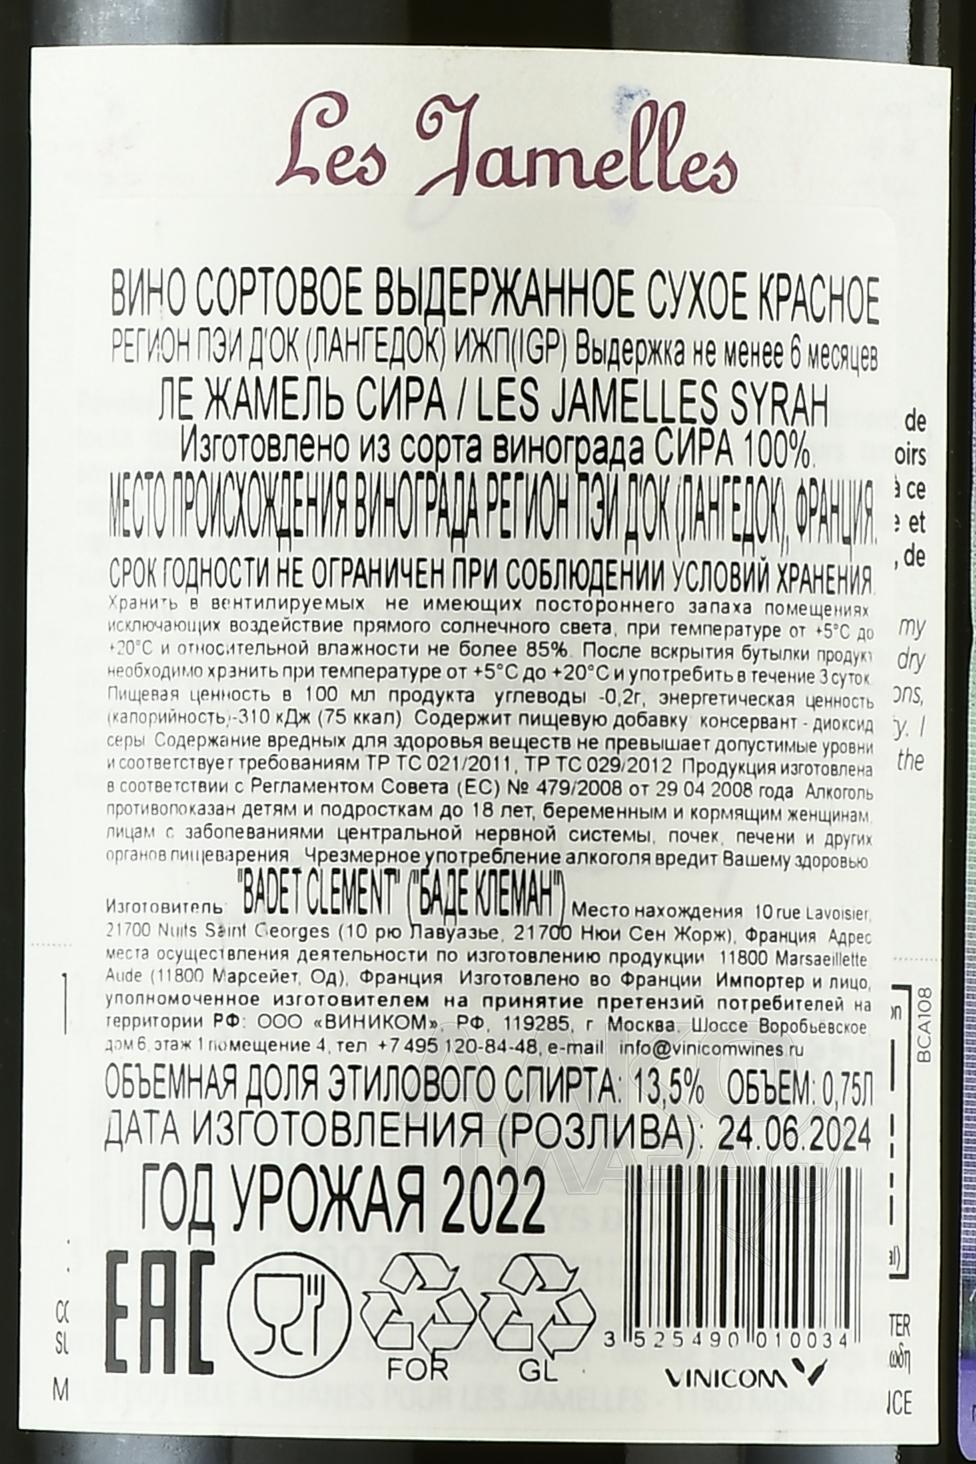 Les Jamelles
ВИНО СОРТОВОЕ ВЫДЕРЖАННОЕ СУХОЕ КРАСНОЕ
РЕГИОН ПЭИ Д'ОК (ЛАНГЕДОК) ИЖП(IGP) Выдержка не менее 6 месяцев
ЛЕ ЖАМЕЛЬ СИРА / LES JAMELLES SYRAH
Изготовлено из сорта винограда СИРА 100%.
МЕСТО ПРОИСХОЖДЕНИЯ ВИНОГРАДА РЕГИОН ПЭИ Д'ОК (ЛАНГЕДОК), ФРАНЦИЯ.
СРОК ГОДНОСТИ НЕ ОГРАНИЧЕН ПРИ СОБЛЮДЕНИИ УСЛОВИЙ ХРАНЕНИЯ
Хранить в вентилируемых не имеющих постороннего запаха помещениях
исключающих воздействие прямого солнечного света, при температуре от +5°С до
+20°С и относительной влажности не более 85% После вскрытия бутылки продукт
необходимо хранить при температуре от +5°С до +20°С и употребить в течение 3 суток
Пищевая ценность в 100 мл продукта углеводы -0,2г, энергетическая ценность
(калорийность)-310 кДж (75 ккал) Содержит пищевую добавку консервант - диоксид
серы Содержание вредных для здоровья веществ не превышает допустимые уровни
и соответствует требованиям ТР ТС 021/2011, ТР ТС 029/2012 Продукция изготовлена
в соответствии с Регламентом Совета (ЕС) № 479/2008 от 29 04 2008 года Алкоголь
противопоказан детям и подросткам до 18 лет, беременным и кормящим женщинам,
лицам с заболеваниями центральной нервной системы, почек, печени и других
органов пищеварения Чрезмерное употребление алкоголя вредит Вашему здоровью
Изготовитель "BADET CLEMENT" ("БАДЕ КЛЕМАН") Место нахождения 10 rue Lavoisier,
21700 Nuits Saint Georges (10 рю Лавуазье, 21700 Нюи Сен Жорж), Франция Адрес
места осуществления деятельности по изготовлению продукции 11800 Marsaeillette
Aude (11800 Марсейет, Од), Франция Изготовлено во Франции Импортер и лицо,
уполномоченное изготовителем на принятие претензий потребителей на
территории РФ: ООО «ВИНИКОМ», РФ, 119285, г Москва, Шоссе Воробьевское
дом 6, этаж 1 помещение 4, тел +7 495 120-84-48, e-mail info@vinicomwines.ru
ОБЪЕМНАЯ ДОЛЯ ЭТИЛОВОГО СПИРТА: 13,5% ОБЪЕМ: 0,75Л
ДАТА ИЗГОТОВЛЕНИЯ (РОЗЛИВА): 24.06.2024
ГОД УРОЖАЯ 2022
EAC
FOR
GL
3 525490 010034
VINICOM
de
oirs
à ce
et
, de
my
dry
ons,
y. I
the
BCA108
TER